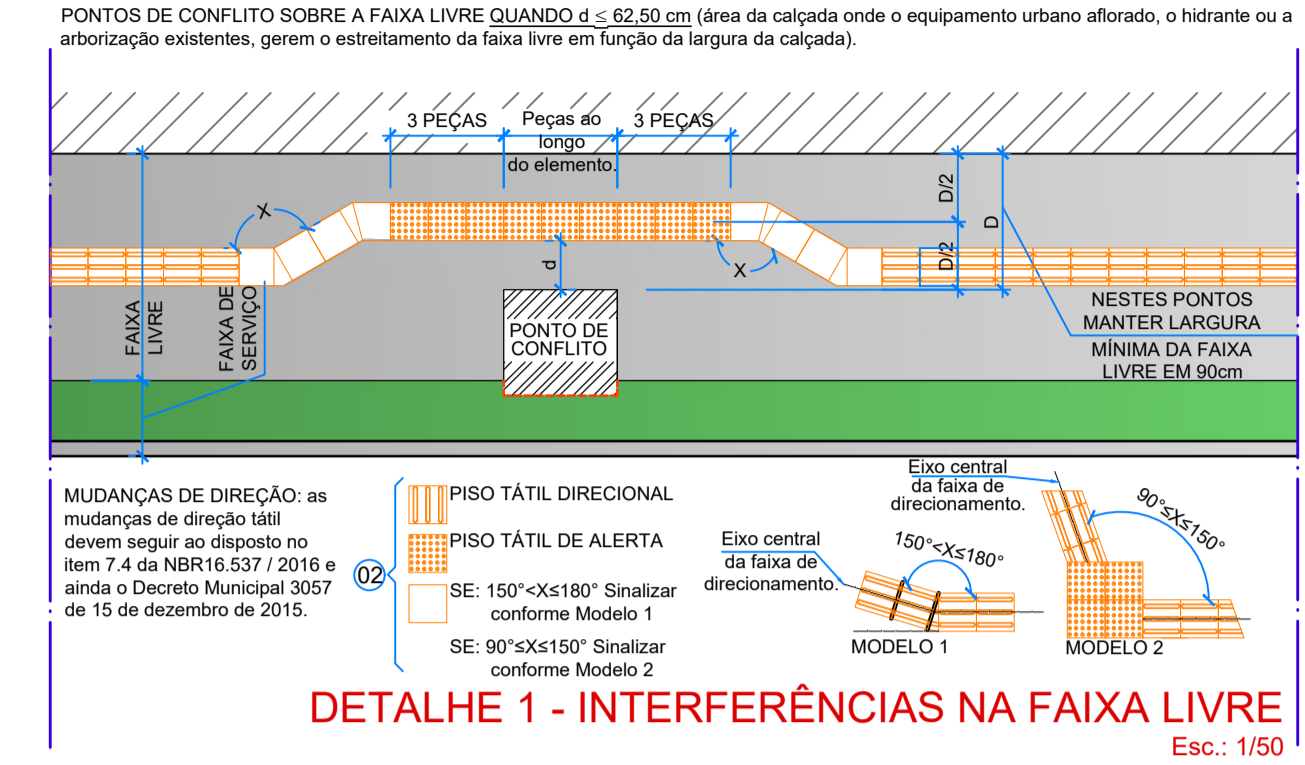 PONTOS DE CONFLITO SOBRE A FAIXA LIVRE QUANDO d ≤ 62,50 cm (área da calçada onde o equipamento urbano aflorado, o hidrante ou a
arborização existentes, gerem o estreitamento da faixa livre em função da largura da calçada).
3 PEÇAS
Peças ao
longo
do elemento.
3 PEÇAS
X
d
X
D/2
D/2
D
FAIXA
LIVRE
FAIXA DE
SERVIÇO
PONTO DE
CONFLITO
NESTES PONTOS
MANTER LARGURA
MÍNIMA DA FAIXA
LIVRE EM 90cm
MUDANÇAS DE DIREÇÃO: as
mudanças de direção tátil
devem seguir ao disposto no
item 7.4 da NBR16.537 / 2016 e
ainda o Decreto Municipal 3057
de 15 de dezembro de 2015.
02
PISO TÁTIL DIRECIONAL
PISO TÁTIL DE ALERTA
SE: 150°<X≤180° Sinalizar
conforme Modelo 1
SE: 90°≤X≤150° Sinalizar
conforme Modelo 2
Eixo central
da faixa de
direcionamento.
150°<X≤180°
MODELO 1
Eixo central
da faixa de
direcionamento.
90°≤X≤150°
MODELO 2
DETALHE 1 - INTERFERÊNCIAS NA FAIXA LIVRE
Esc.: 1/50